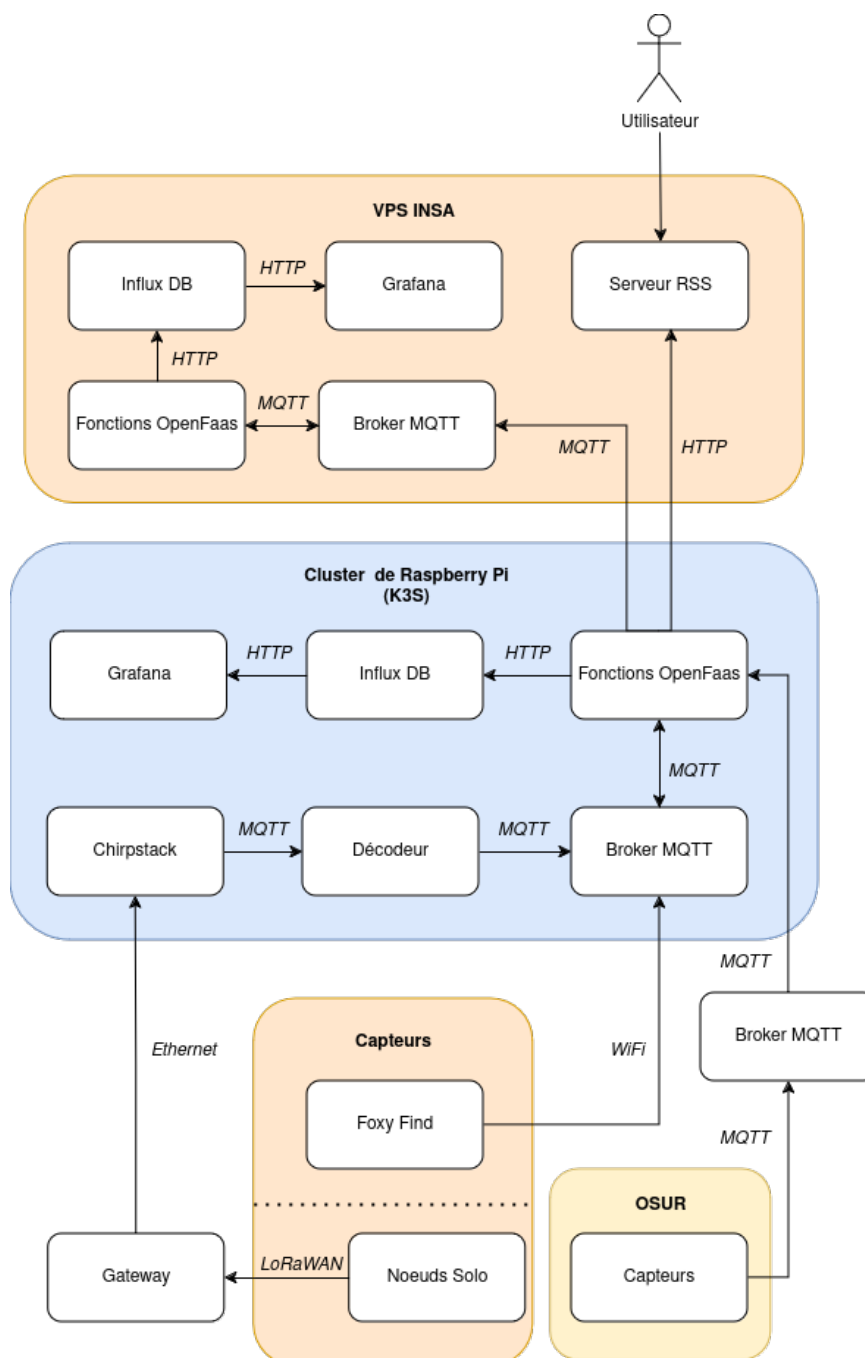 Utilisateur
VPS INSA
Influx DB
HTTP
Grafana
Serveur RSS
HTTP
Fonctions OpenFaas
MQTT
Broker MQTT
MQTT
HTTP
Cluster de Raspberry Pi
(K3S)
Grafana
HTTP
Influx DB
HTTP
Fonctions OpenFaas
MQTT
Chirpstack
MQTT
Décodeur
MQTT
Broker MQTT
MQTT
Ethernet
Capteurs
WiFi
Broker MQTT
Foxy Find
MQTT
OSUR
Gateway
LoRaWAN
Noeuds Solo
Capteurs